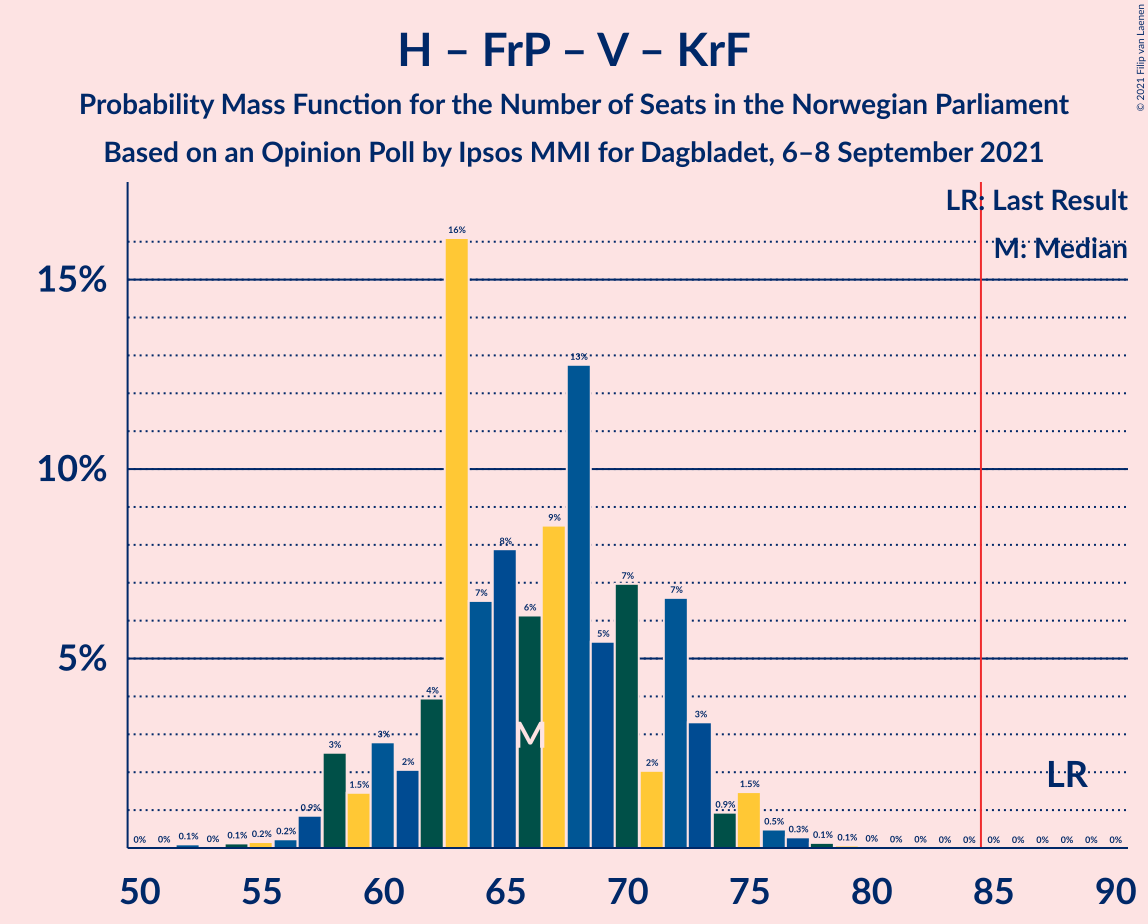 H – FrP – V – KrF
Probability Mass Function for the Number of Seats in the Norwegian Parliament
Based on an Opinion Poll by Ipsos MMI for Dagbladet, 6–8 September 2021
© 2021 Filip van Laenen
LR: Last Result
M: Median
15%
10%
5%
0% 0% 0.1% 0% 0.1% 0.2% 0.2% 0.9% 3% 1.5% 3% 2% 4% 16% 7% 8% 6% 9% 13% 5% 7% 2% 7% 3% 0.9% 1.5% 0.5% 0.3% 0.1% 0.1% 0% 0% 0% 0% 0% 0% 0% 0% 0% 0% 0%
M
LR
50 55 60 65 70 75 80 85 90